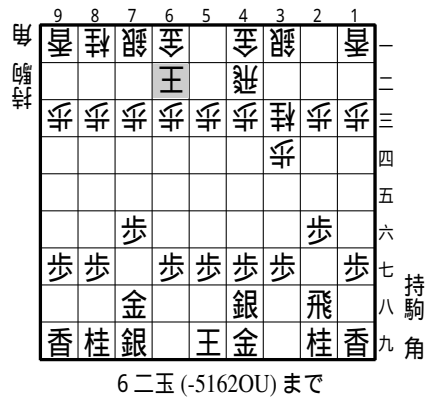 9 8 7 6 5 4 3 2 1
持駒 角
香 桂 銀 金 金 銀 香 一
王 飛 二
歩 歩 歩 歩 歩 歩 桂 歩 歩 三
歩 四
五
歩 歩 六
歩 歩 歩 歩 歩 歩 歩 七
金 銀 飛 八
香 桂 銀 王 金 桂 香 九
持駒 角
6二玉 (-5162OU) まで